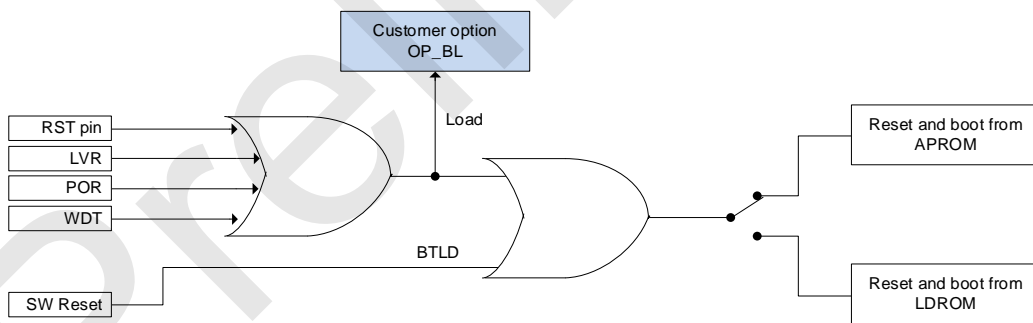 Customer option
OP_BL
Load
RST pin
LVR
POR
WDT
BTLD
SW Reset
Reset and boot from
APROM
Reset and boot from
LDROM